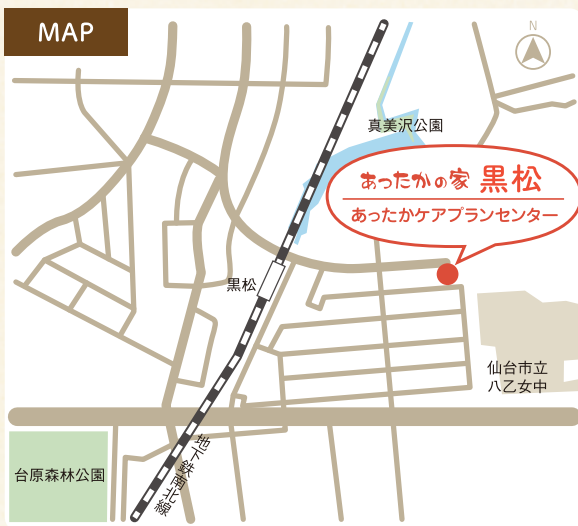 MAP
N
真美沢公園
あったかの家 黒松
あったかケアプランセンター
黒松
仙台市立
八乙女中
地下鉄南北線
台原森林公園